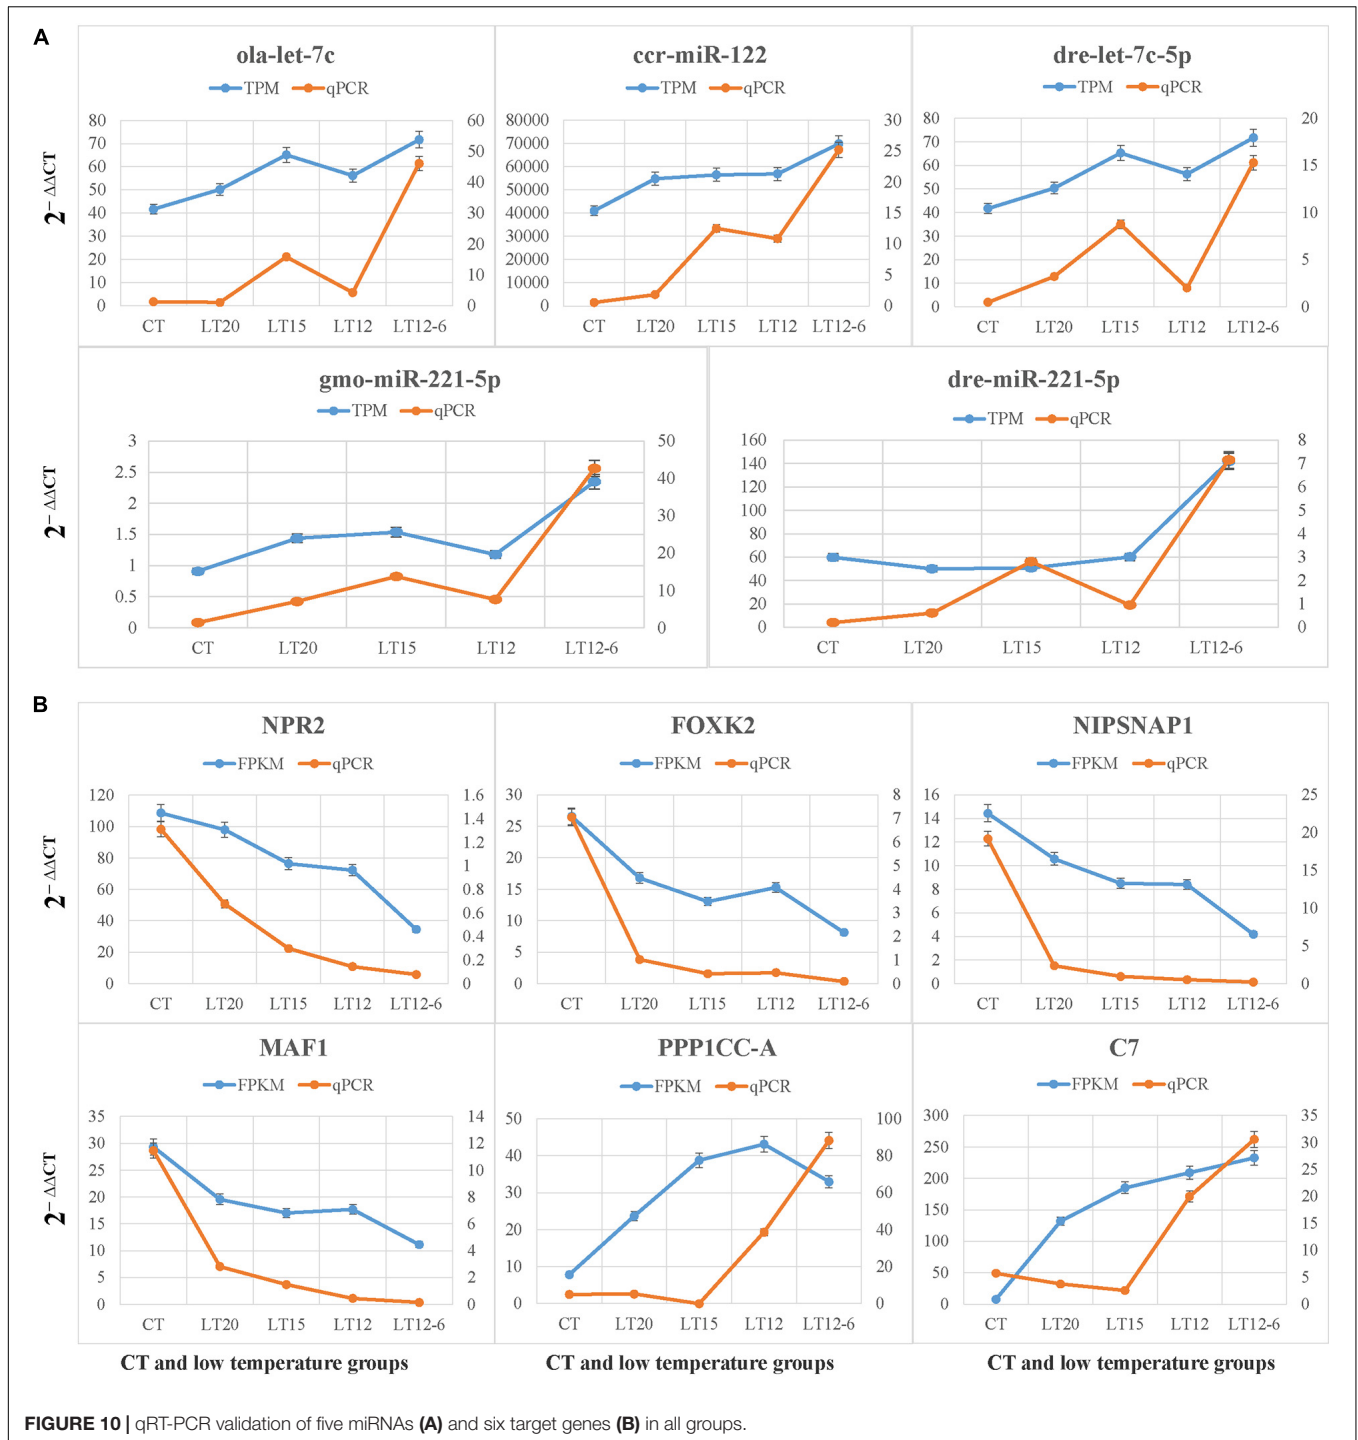 A
ola-let-7c
TPM qPCR
2^– ΔΔCT
80 70 60 50 40 30 20 10 0
60 50 40 30 20 10 0
CT LT20 LT15 LT12 LT12-6
ccr-miR-122
TPM qPCR
80000 70000 60000 50000 40000 30000 20000 10000 0
30 25 20 15 10 5 0
CT LT20 LT15 LT12 LT12-6
dre-let-7c-5p
TPM qPCR
80 70 60 50 40 30 20 10 0
20 15 10 5 0
CT LT20 LT15 LT12 LT12-6
gmo-miR-221-5p
TPM qPCR
2^– ΔΔCT
3 2.5 2 1.5 1 0.5 0
50 40 30 20 10 0
CT LT20 LT15 LT12 LT12-6
dre-miR-221-5p
TPM qPCR
160 140 120 100 80 60 40 20 0
8 7 6 5 4 3 2 1 0
CT LT20 LT15 LT12 LT12-6
B
NPR2
FPKM qPCR
2^– ΔΔCT
120 100 80 60 40 20 0
1.6 1.4 1.2 1 0.8 0.6 0.4 0.2 0
CT LT20 LT15 LT12 LT12-6
FOXK2
FPKM qPCR
30 25 20 15 10 5 0
8 7 6 5 4 3 2 1 0
CT LT20 LT15 LT12 LT12-6
NIPSNAP1
FPKM qPCR
16 14 12 10 8 6 4 2 0
25 20 15 10 5 0
CT LT20 LT15 LT12 LT12-6
MAF1
FPKM qPCR
2^– ΔΔCT
35 30 25 20 15 10 5 0
14 12 10 8 6 4 2 0
CT LT20 LT15 LT12 LT12-6
CT and low temperature groups
PPP1CC-A
FPKM qPCR
50 40 30 20 10 0
100 80 60 40 20 0
CT LT20 LT15 LT12 LT12-6
CT and low temperature groups
C7
FPKM qPCR
300 250 200 150 100 50 0
35 30 25 20 15 10 5 0
CT LT20 LT15 LT12 LT12-6
CT and low temperature groups
FIGURE 10 | qRT-PCR validation of five miRNAs (A) and six target genes (B) in all groups.